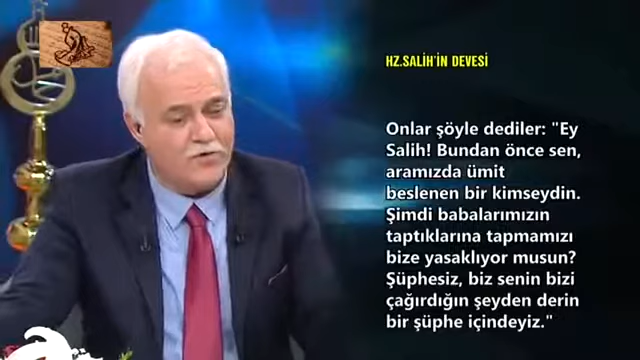 HZ.SALİH'İN DEVESİ
Onlar şöyle dediler: "Ey
Salih! Bundan önce sen,
aramızda ümit
beslenen bir kimseydin.
Şimdi babalarımızın
taptıklarına tapmamızı
bize yasaklıyor musun?
Şüphesiz, biz senin bizi
çağırdığın şeyden derin
bir şüphe içindeyiz."